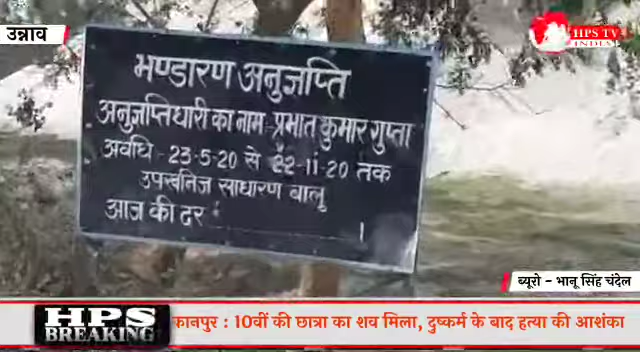 उन्नाव
HPS TV
INDIA
भण्डारण अनुज्ञप्ति
अनुज्ञप्तिधारी का नाम-प्रभात कुमार गुप्ता
अवधि - 23-5-20 से 22-11-20 तक
उपखनिज साधारण बालू
आज की दर :
ब्यूरो - भानू सिंह चंदेल
HPS
BREAKING
कानपुर : 10वीं की छात्रा का शव मिला, दुष्कर्म के बाद हत्या की आशंका